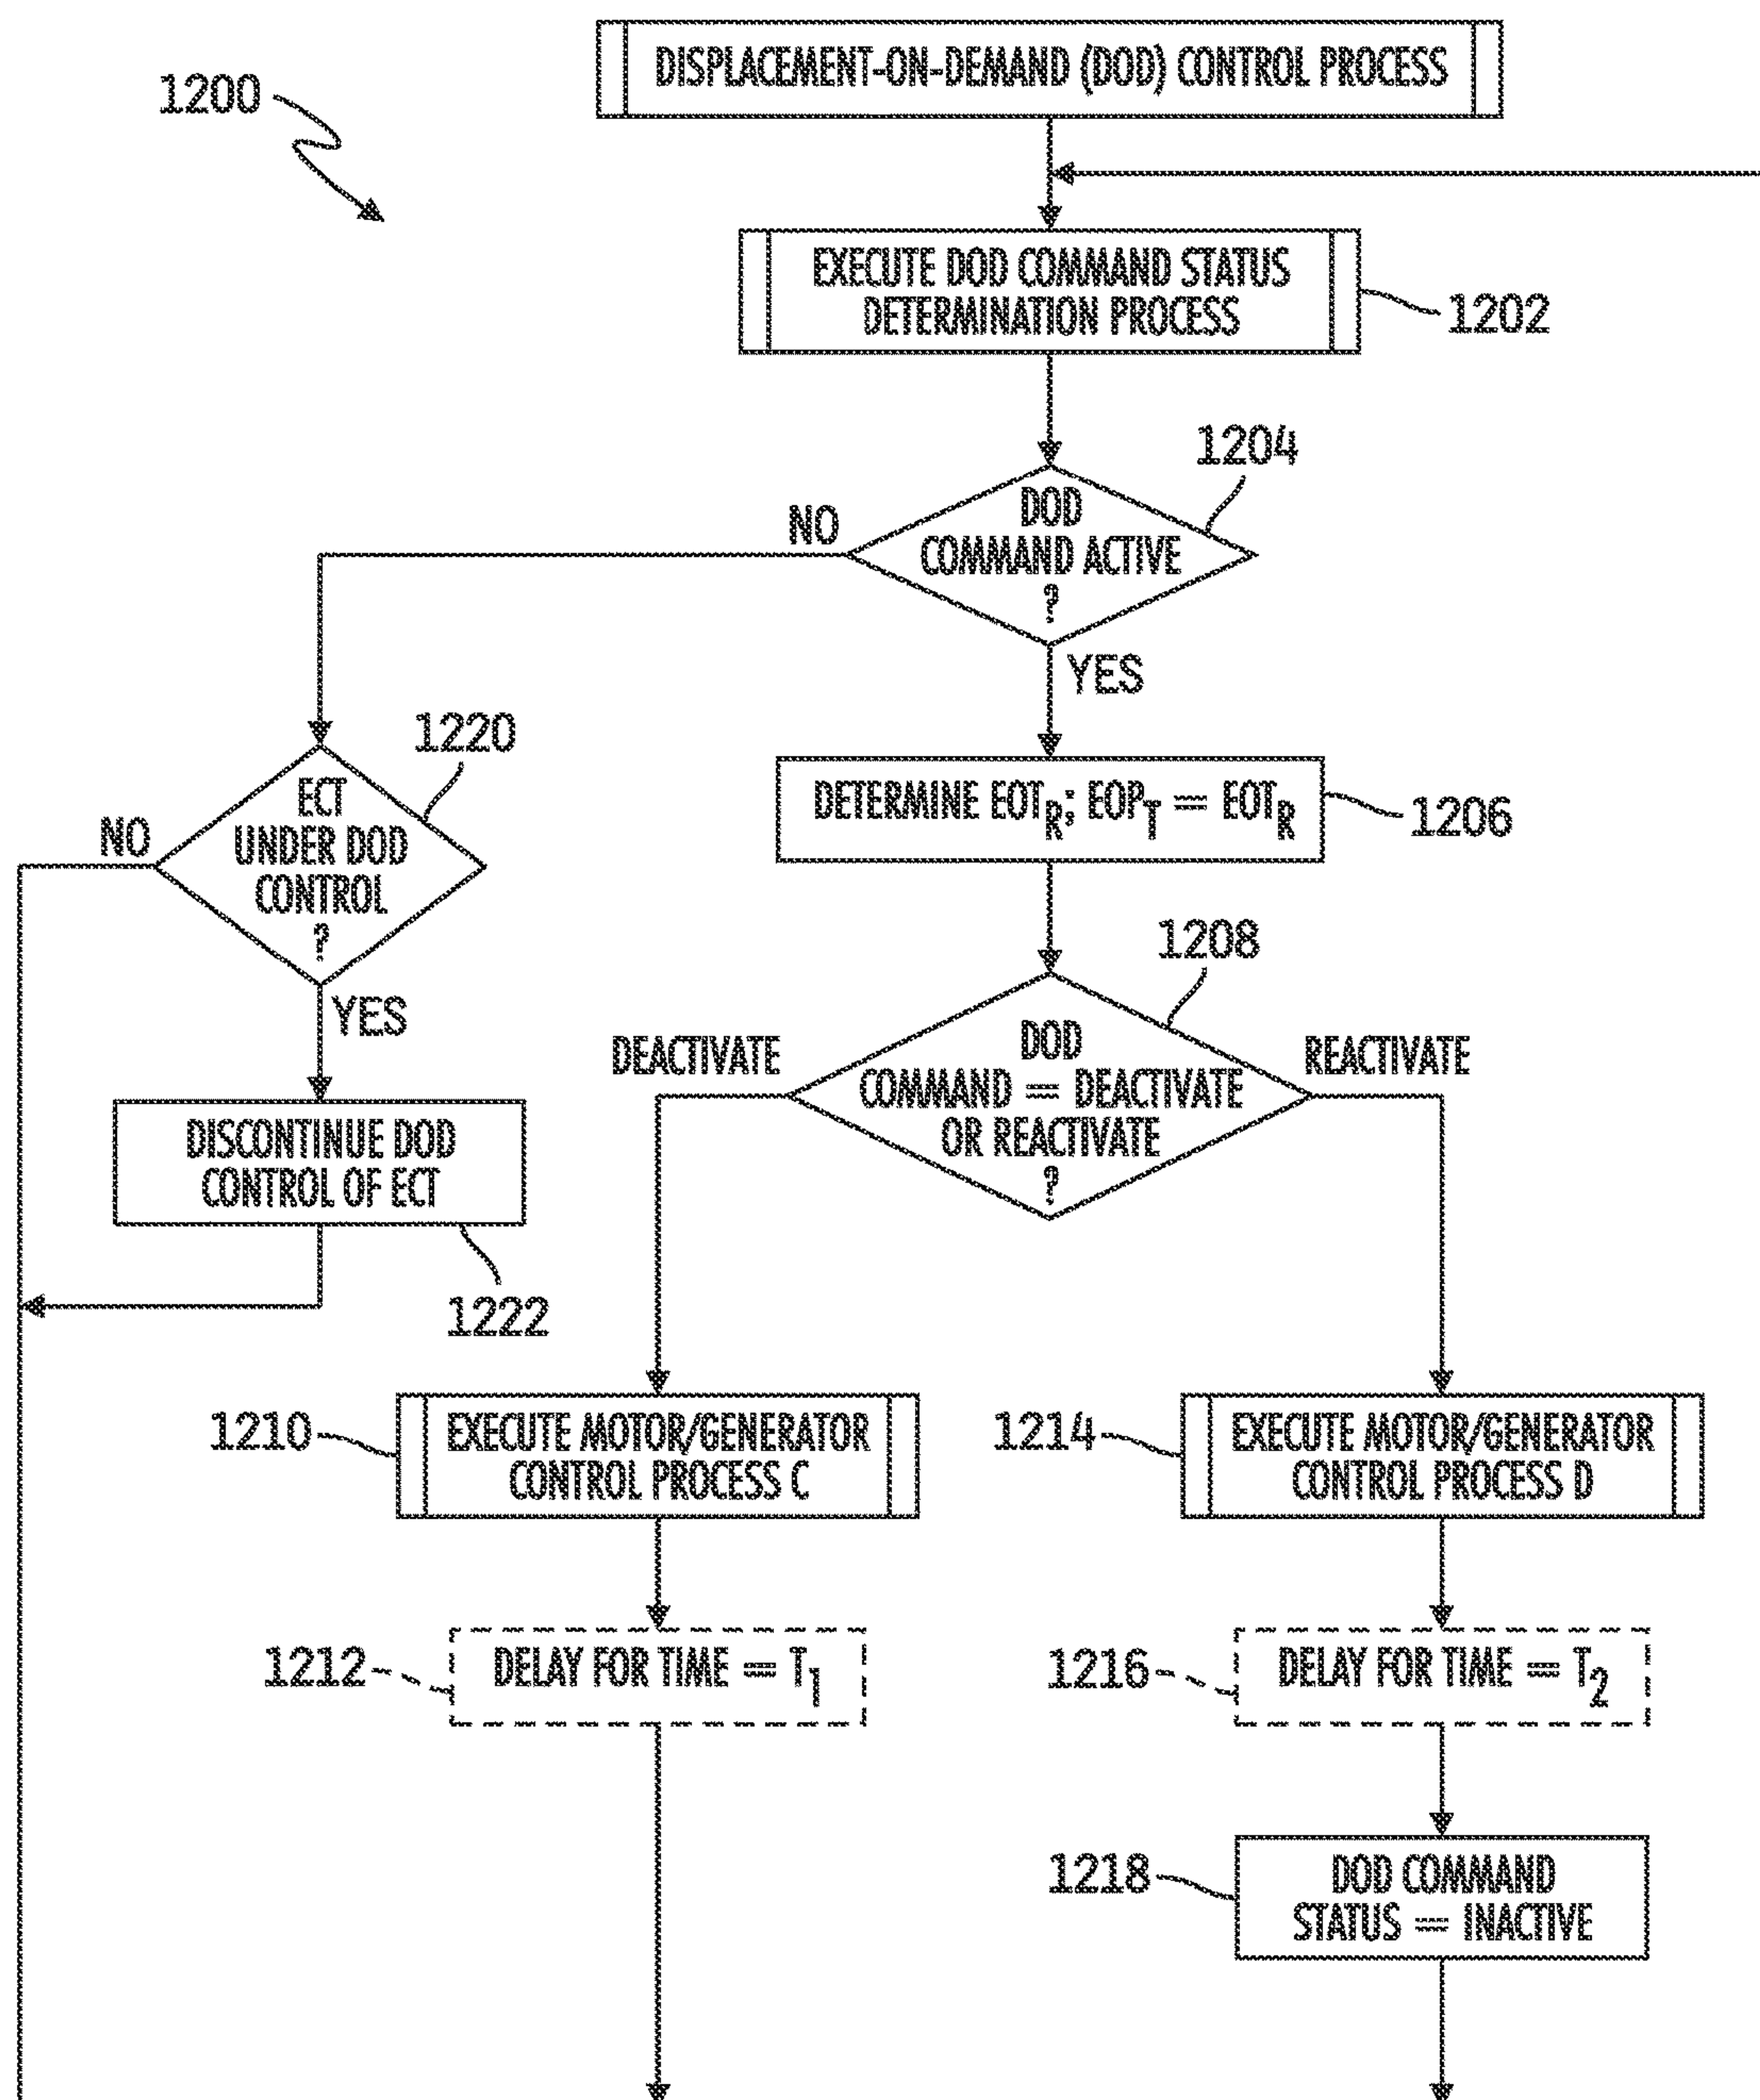 DISPLACEMENT-ON-DEMAND (DOD) CONTROL PROCESS
1200
EXECUTE DOD COMMAND STATUS
DETERMINATION PROCESS
1202
1204
DOD
COMMAND ACTIVE
?
NO
YES
1220
ECT
UNDER DOD
CONTROL
?
NO
YES
DETERMINE EOTR; EOPT = EOTR
1206
1208
DOD
COMMAND = DEACTIVATE
OR REACTIVATE
?
DEACTIVATE
REACTIVATE
DISCONTINUE DOD
CONTROL OF ECT
1222
1210
EXECUTE MOTOR/GENERATOR
CONTROL PROCESS C
1214
EXECUTE MOTOR/GENERATOR
CONTROL PROCESS D
1212
DELAY FOR TIME = T1
1216
DELAY FOR TIME = T2
1218
DOD COMMAND
STATUS = INACTIVE